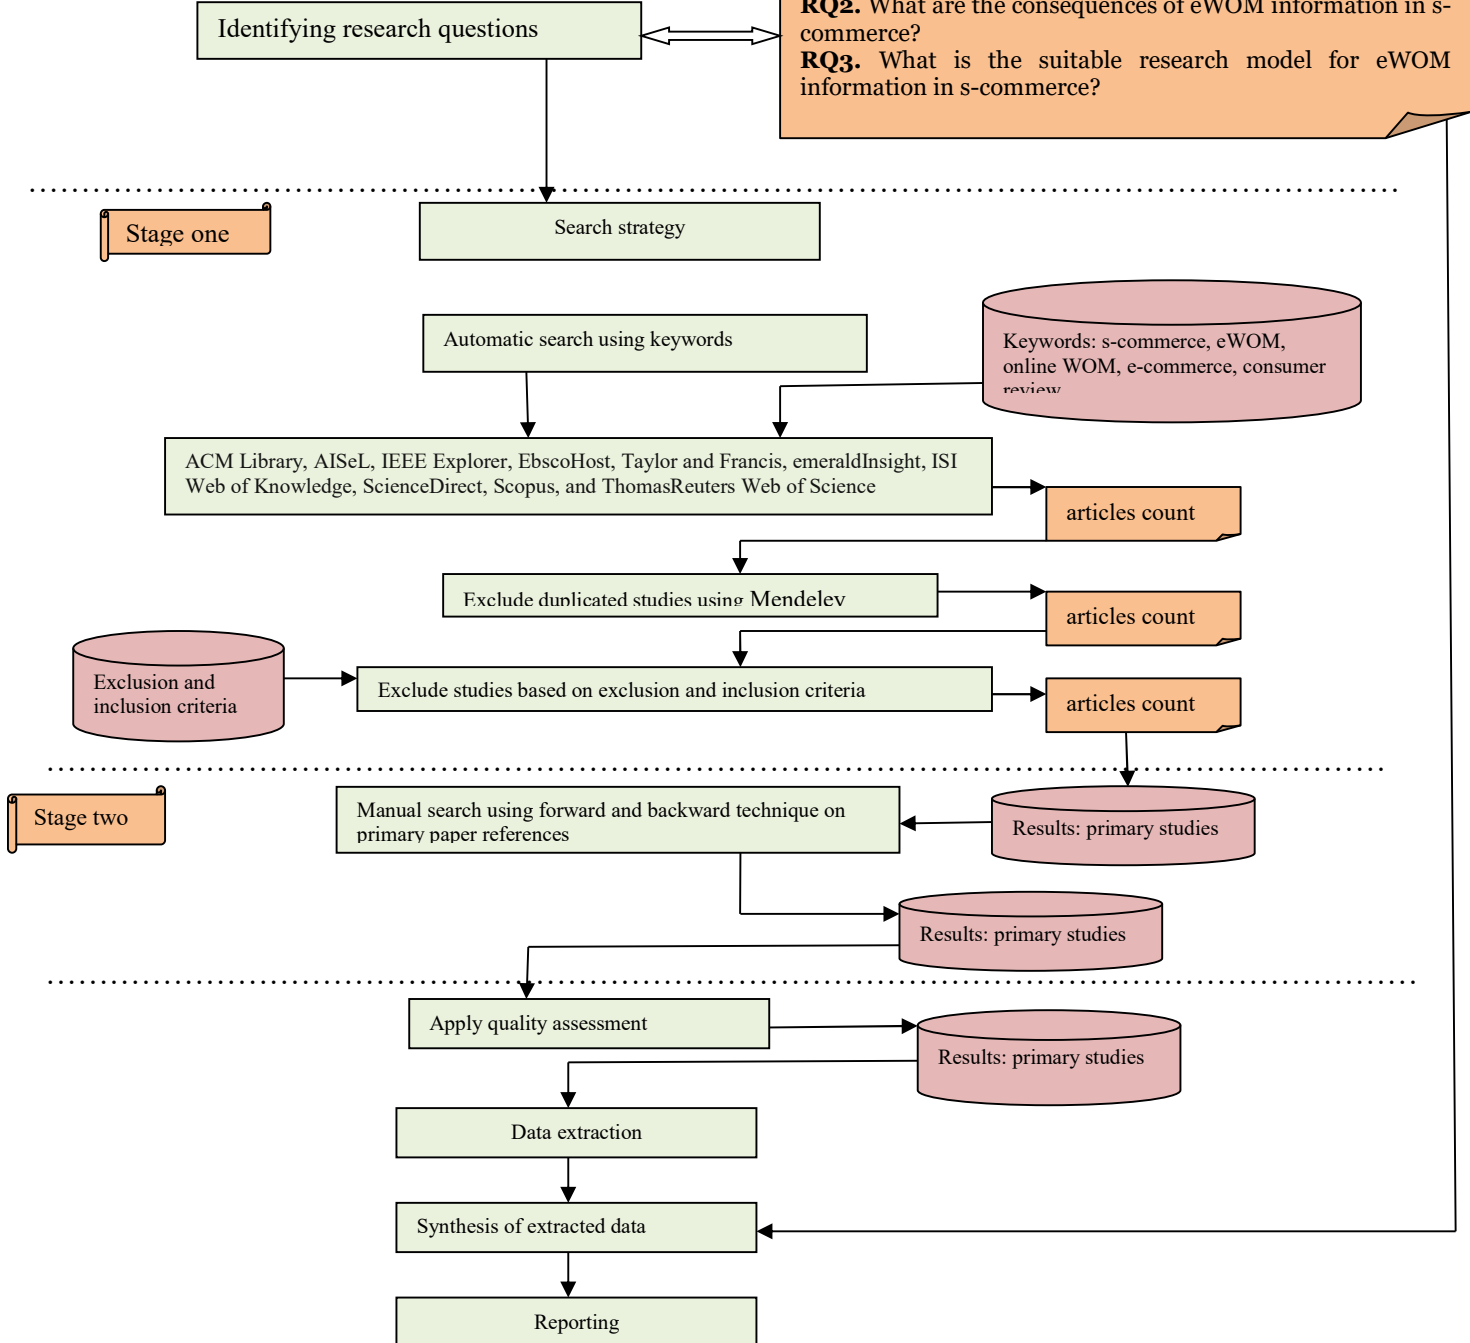 Identifying research questions
RQ2. What are the consequences of eWOM information in s-
commerce?
RQ3. What is the suitable research model for eWOM
information in s-commerce?
Stage one
Search strategy
Automatic search using keywords
Keywords: s-commerce, eWOM,
online WOM, e-commerce, consumer
review
ACM Library, AISeL, IEEE Explorer, EbscoHost, Taylor and Francis, emeraldInsight, ISI
Web of Knowledge, ScienceDirect, Scopus, and ThomasReuters Web of Science
articles count
Exclude duplicated studies using Mendeley
articles count
Exclusion and
inclusion criteria
Exclude studies based on exclusion and inclusion criteria
articles count
Stage two
Manual search using forward and backward technique on
primary paper references
Results: primary studies
Results: primary studies
Apply quality assessment
Results: primary studies
Data extraction
Synthesis of extracted data
Reporting